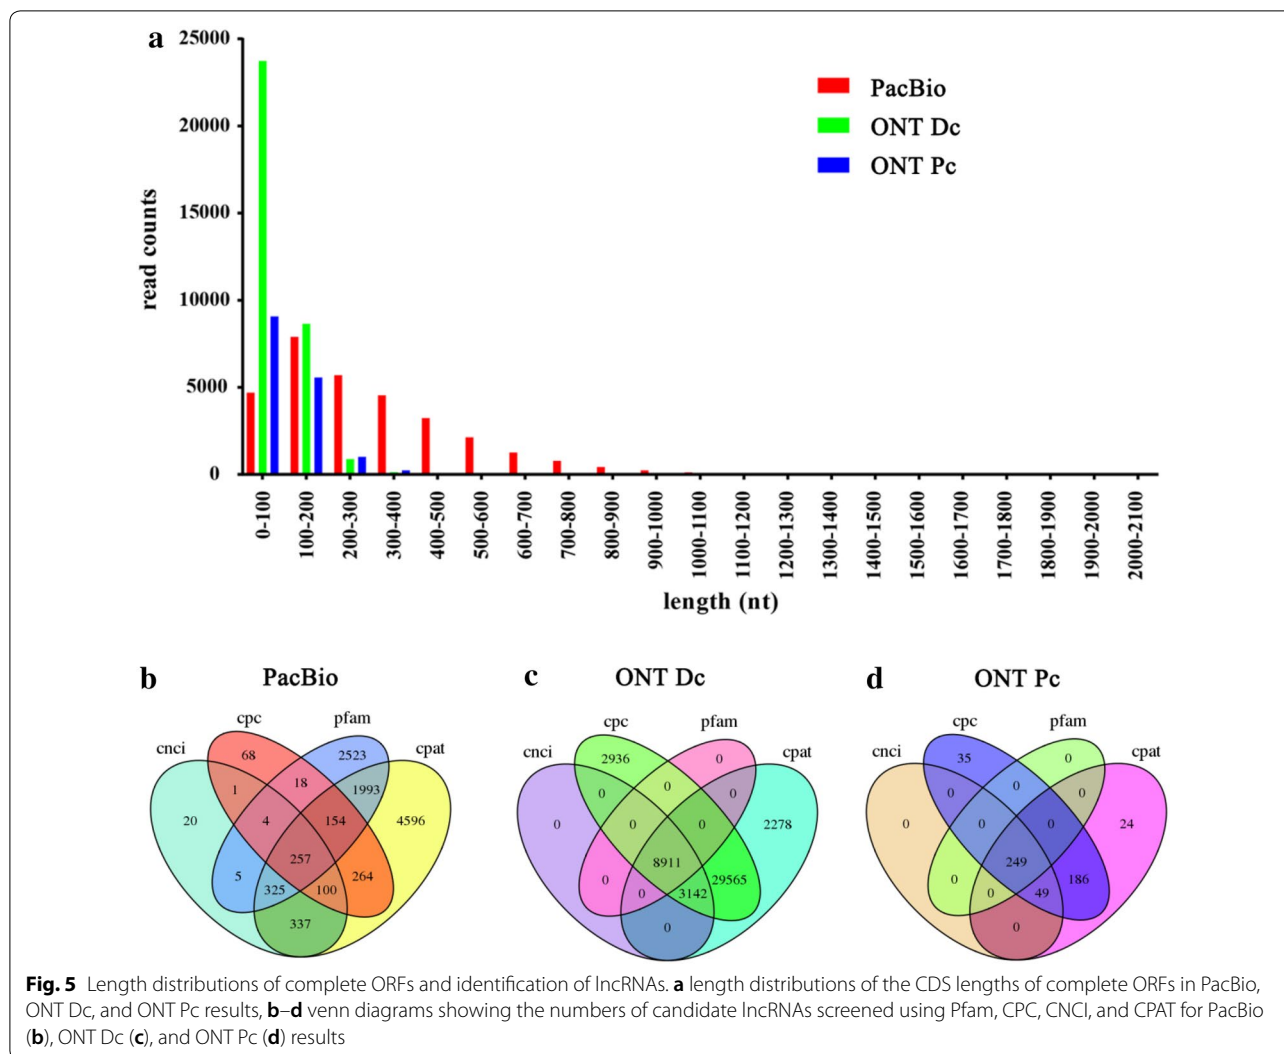 a
25000
20000
15000
10000
5000
0
read counts
PacBio
ONT Dc
ONT Pc
0-100
100-200
200-300
300-400
400-500
500-600
600-700
700-800
800-900
900-1000
1000-1100
1100-1200
1200-1300
1300-1400
1400-1500
1500-1600
1600-1700
1700-1800
1800-1900
1900-2000
2000-2100
length (nt)
b
PacBio
cnci
cpc
pfam
cpat
68
2523
18
1993
1
20
4
154
4596
257
5
325
100
264
337
c
ONT Dc
cnci
cpc
pfam
cpat
2936
0
0
0
0
0
0
0
2278
8911
0
0
3142
29565
0
d
ONT Pc
cnci
cpc
pfam
cpat
35
0
0
0
0
0
0
0
24
249
0
0
49
186
0
Fig. 5 Length distributions of complete ORFs and identification of lncRNAs. a length distributions of the CDS lengths of complete ORFs in PacBio,
ONT Dc, and ONT Pc results, b–d venn diagrams showing the numbers of candidate lncRNAs screened using Pfam, CPC, CNCI, and CPAT for PacBio
(b), ONT Dc (c), and ONT Pc (d) results